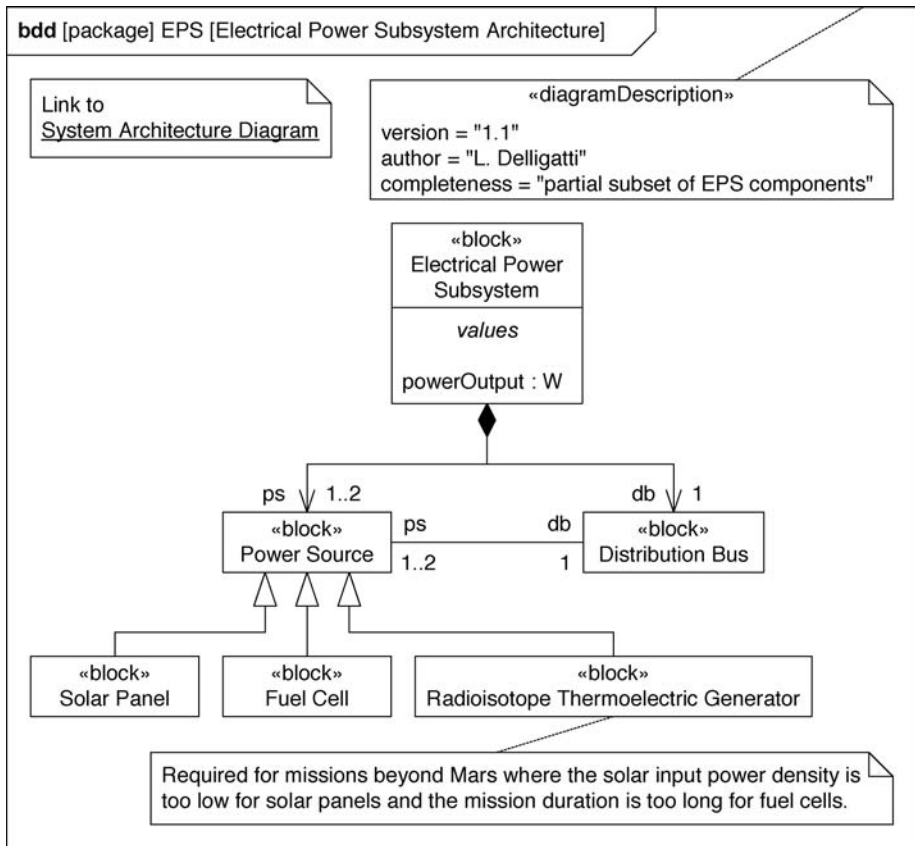 bdd [package] EPS [Electrical Power Subsystem Architecture]
Link to
System Architecture Diagram
«diagramDescription»
version = "1.1"
author = "L. Delligatti"
completeness = "partial subset of EPS components"
«block»
Electrical Power
Subsystem
values
powerOutput : W
ps 1..2
db 1
«block»
Power Source
ps db
1..2 1
«block»
Distribution Bus
«block»
Solar Panel
«block»
Fuel Cell
«block»
Radioisotope Thermoelectric Generator
Required for missions beyond Mars where the solar input power density is
too low for solar panels and the mission duration is too long for fuel cells.